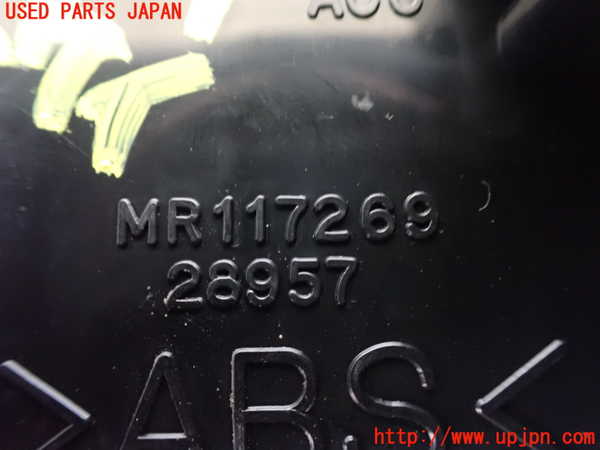 USED PARTS JAPAN
MR117269
28957
>ABS<
http://www.upjpn.com